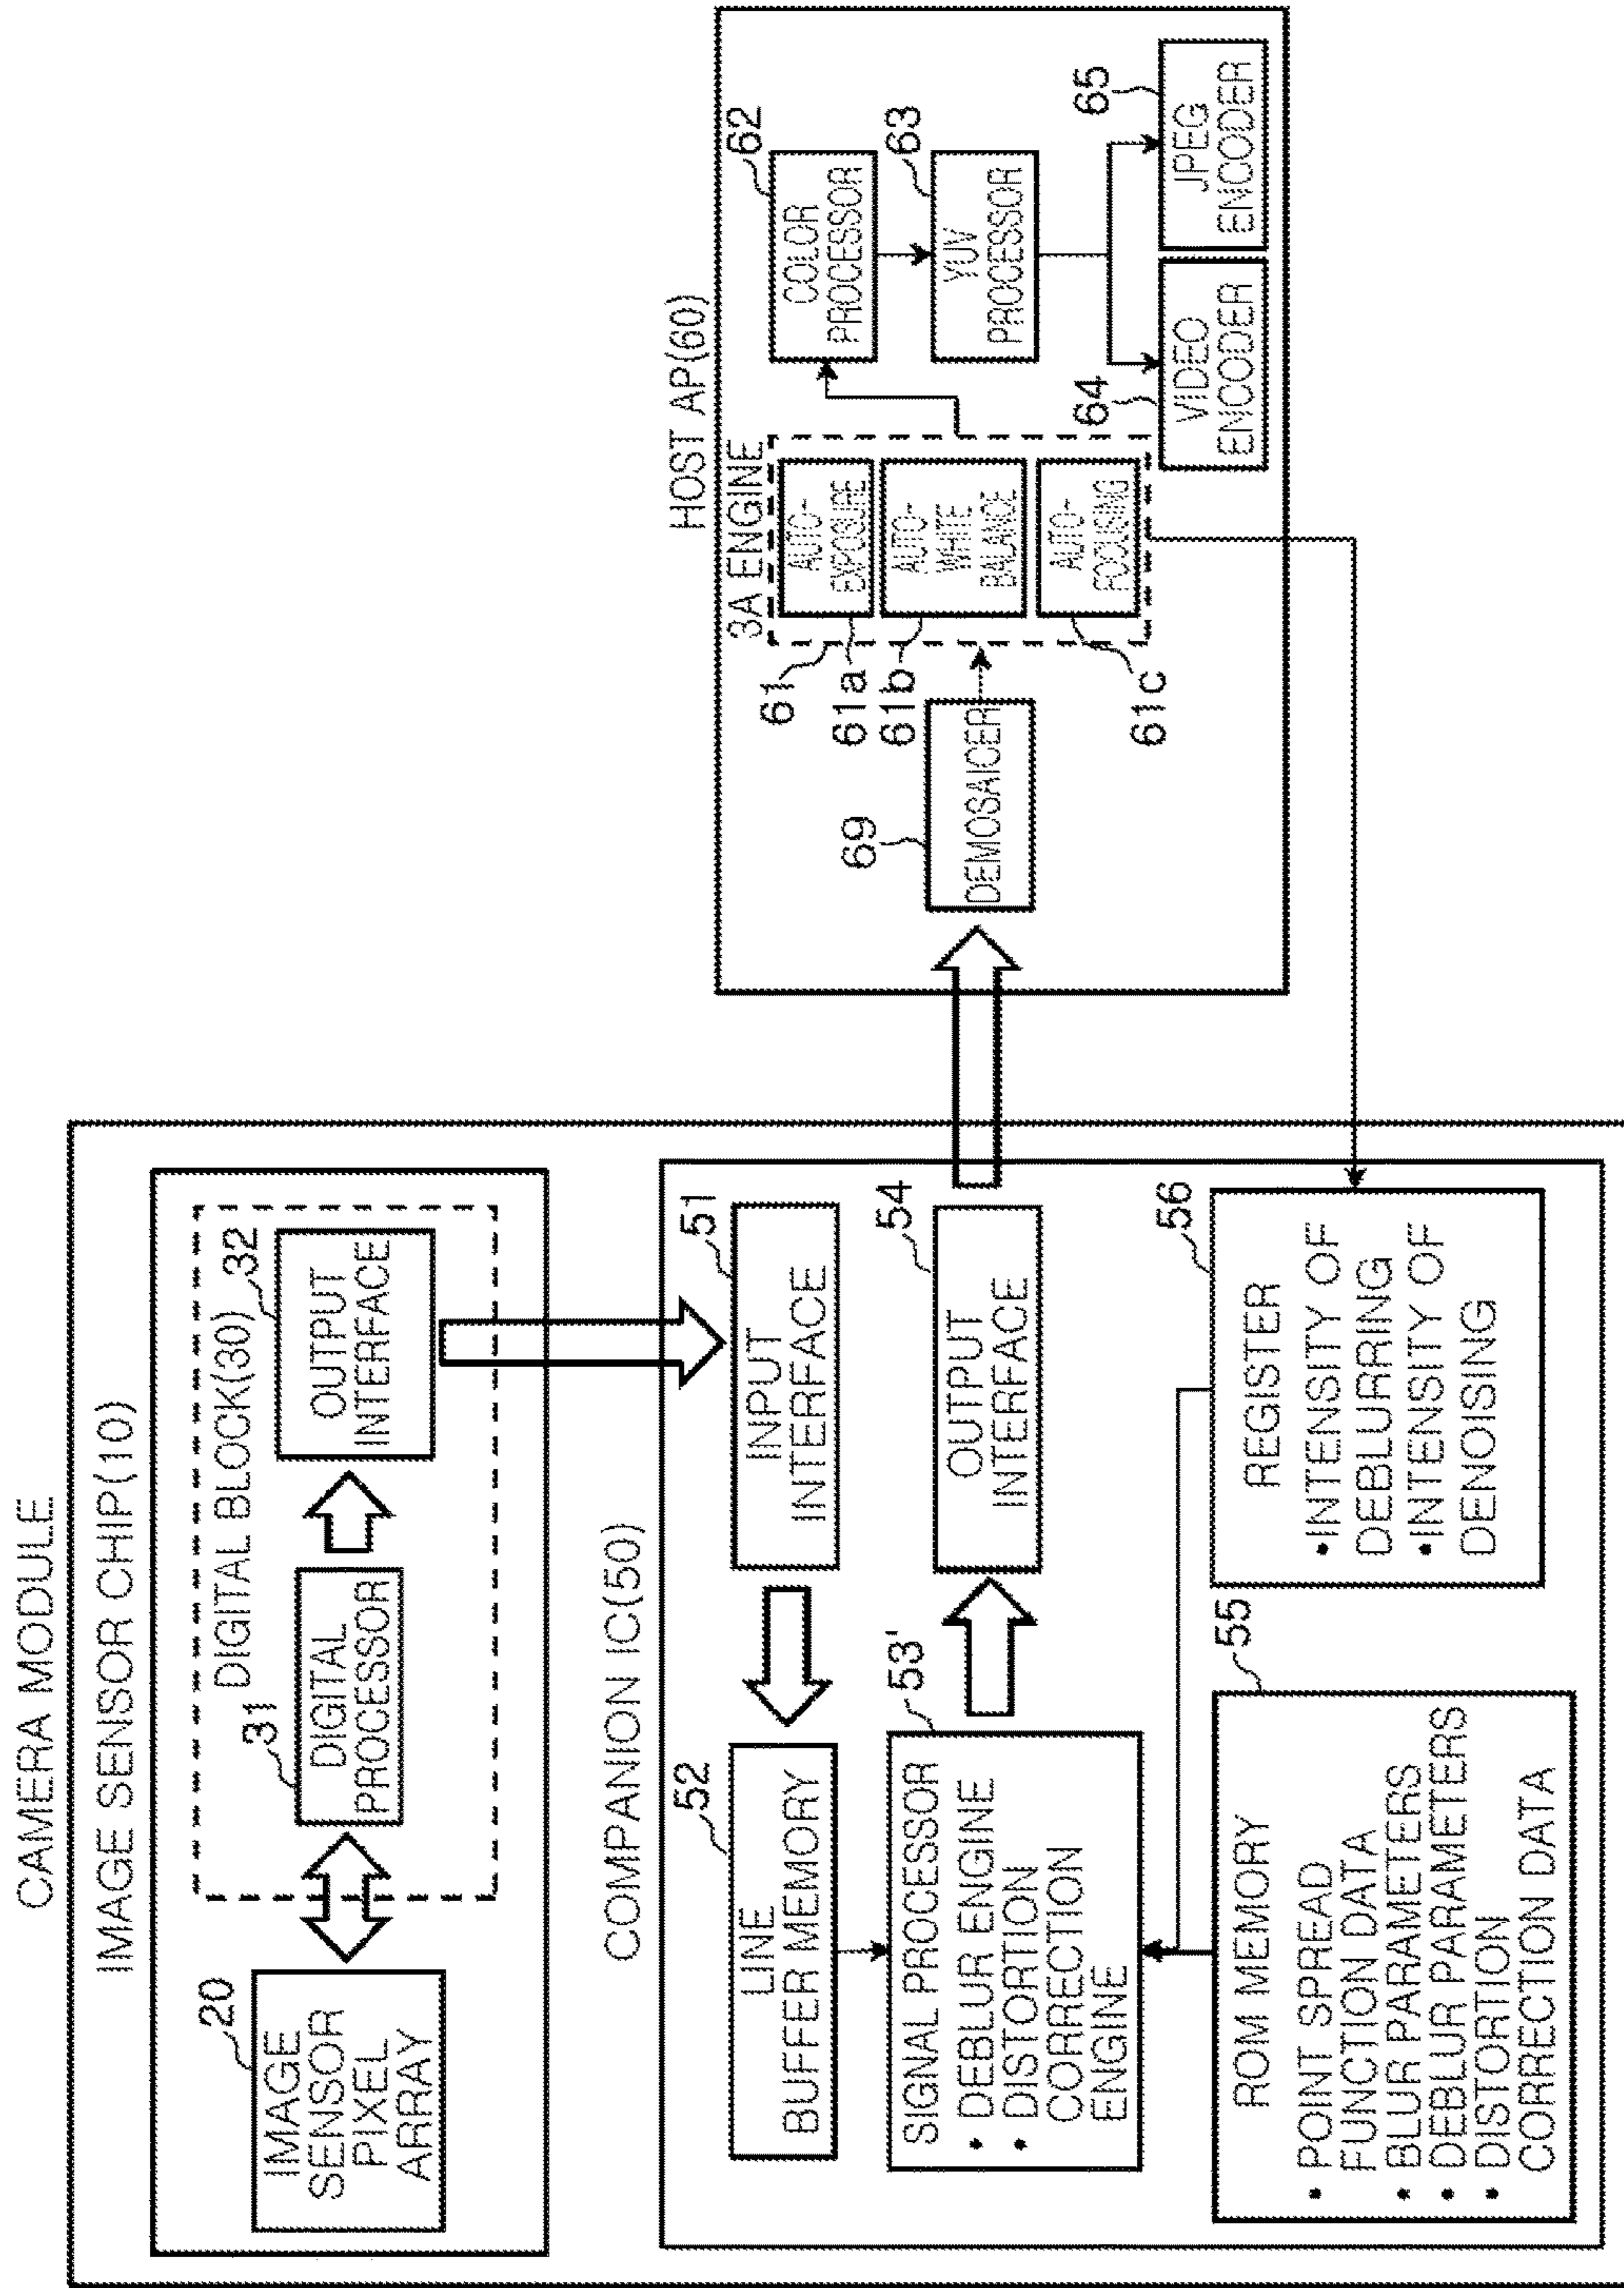 CAMERA MODULE
IMAGE SENSOR CHIP(10)
20
IMAGE
SENSOR
PIXEL
ARRAY
DIGITAL BLOCK(30)
31
DIGITAL
PROCESSOR
32
OUTPUT
INTERFACE
COMPANION IC(50)
52
LINE
BUFFER MEMORY
51
INPUT
INTERFACE
53'
SIGNAL PROCESSOR
• DEBLUR ENGINE
• DISTORTION
CORRECTION
ENGINE
54
OUTPUT
INTERFACE
55
ROM MEMORY
• POINT SPREAD
FUNCTION DATA
• BLUR PARAMETERS
• DEBLUR PARAMETERS
• DISTORTION
CORRECTION DATA
56
REGISTER
• INTENSITY OF
DEBLURRING
• INTENSITY OF
DENOISING
HOST AP(60)
69
DEMOSAICER
3A ENGINE
61
61a
61b
61c
AUTO-
EXPOSURE
AUTO-
WHITE
BALANCE
AUTO-
FOCUSING
62
COLOR
PROCESSOR
63
YUV
PROCESSOR
64
VIDEO
ENCODER
65
JPEG
ENCODER